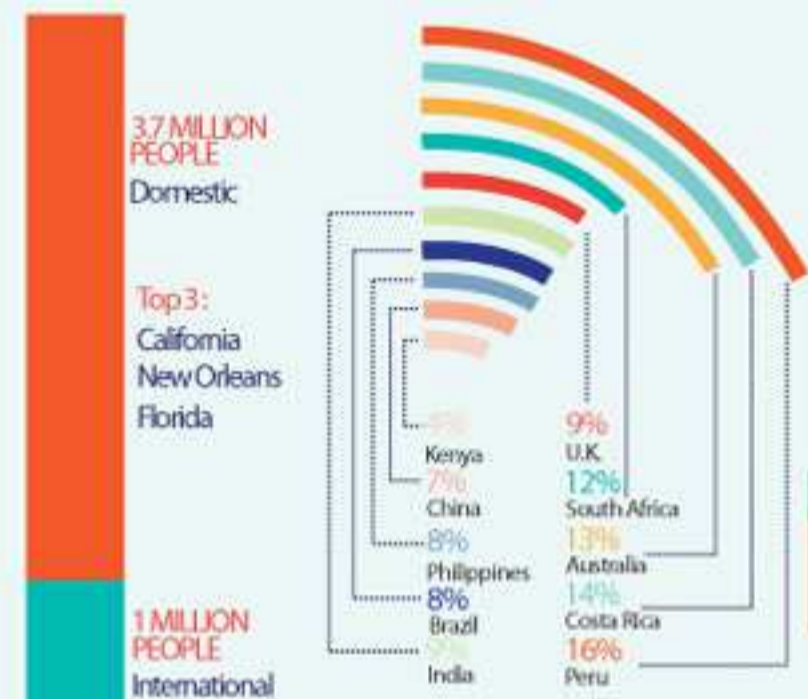 3.7 MILLION
PEOPLE
Domestic
Top 3:
California
New Orleans
Florida
1 MILLION
PEOPLE
International
4%
Kenya
7%
China
8%
Philippines
8%
Brazil
India
9%
U.K.
12%
South Africa
13%
Australia
14%
Costa Rica
16%
Peru